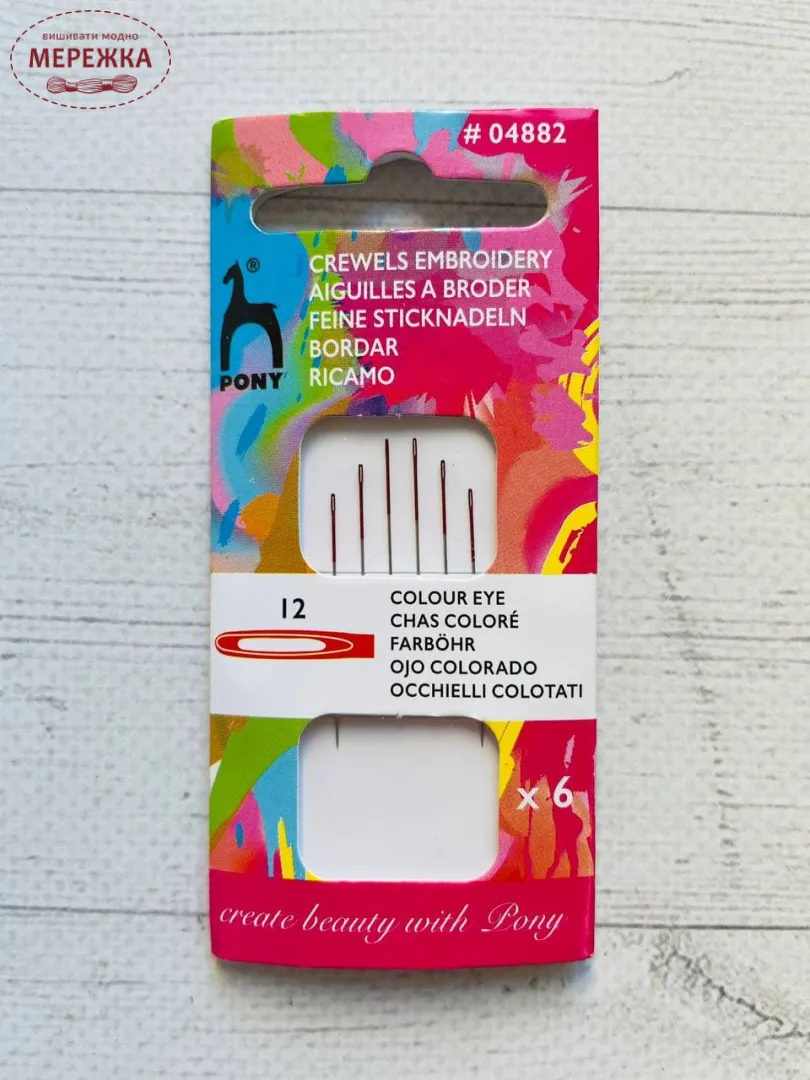 вишивати модно
МЕРЕЖКА
# 04882
CREWELS EMBROIDERY
AIGUILLES A BRODER
FEINE STICKNADELN
BORDAR
RICAMO
®
PONY
12
COLOUR EYE
CHAS COLORÉ
FARBÖHR
OJO COLORADO
OCCHIELLI COLOTATI
x 6
create beauty with Pony